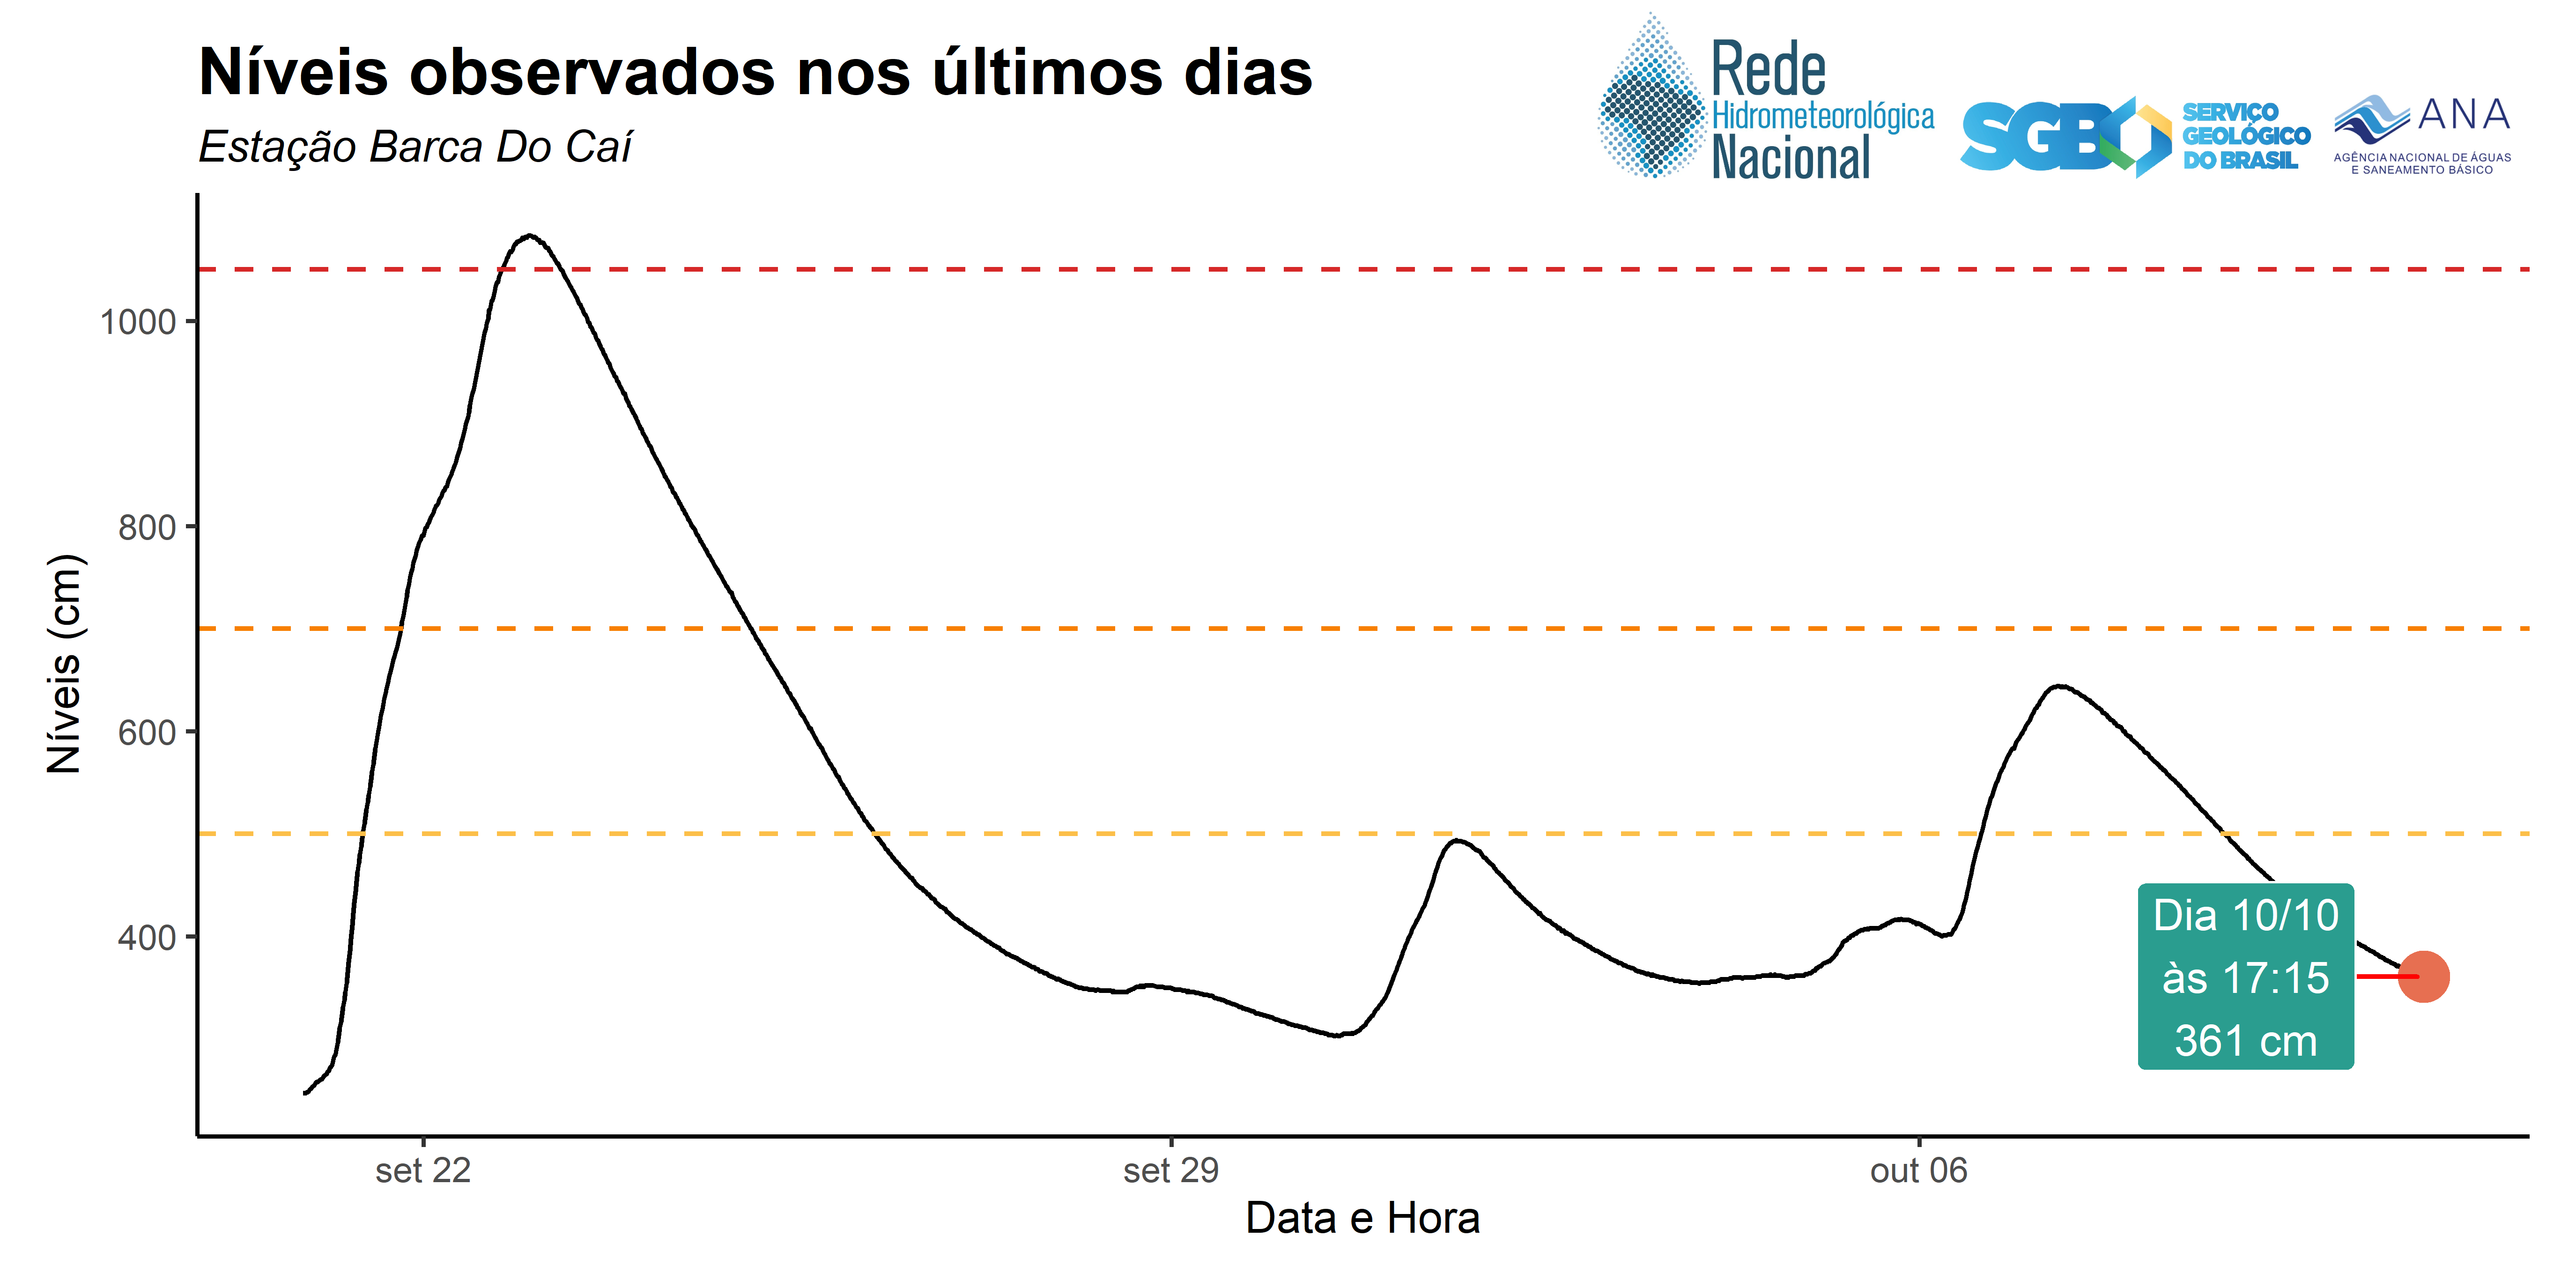 Níveis observados nos últimos dias
Estação Barca Do Caí
Rede
Hidrometeorológica
Nacional
SGB
SERVIÇO
GEOLÓGICO
DO BRASIL
ANA
AGÊNCIA NACIONAL DE ÁGUAS
E SANEAMENTO BÁSICO
Níveis (cm)
1000
800
600
400
Dia 10/10
às 17:15
361 cm
set 22
set 29
out 06
Data e Hora